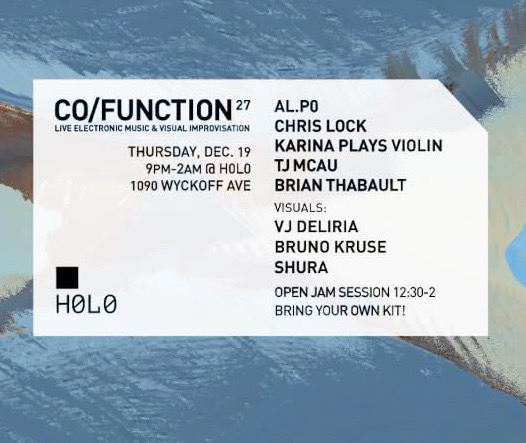 CO/FUNCTION 27
LIVE ELECTRONIC MUSIC & VISUAL IMPROVISATION
THURSDAY, DEC. 19
9PM-2AM @ H0L0
1090 WYCKOFF AVE
H0L0
AL.P0
CHRIS LOCK
KARINA PLAYS VIOLIN
TJ MCAU
BRIAN THABAULT
VISUALS:
VJ DELIRIA
BRUNO KRUSE
SHURA
OPEN JAM SESSION 12:30-2
BRING YOUR OWN KIT!